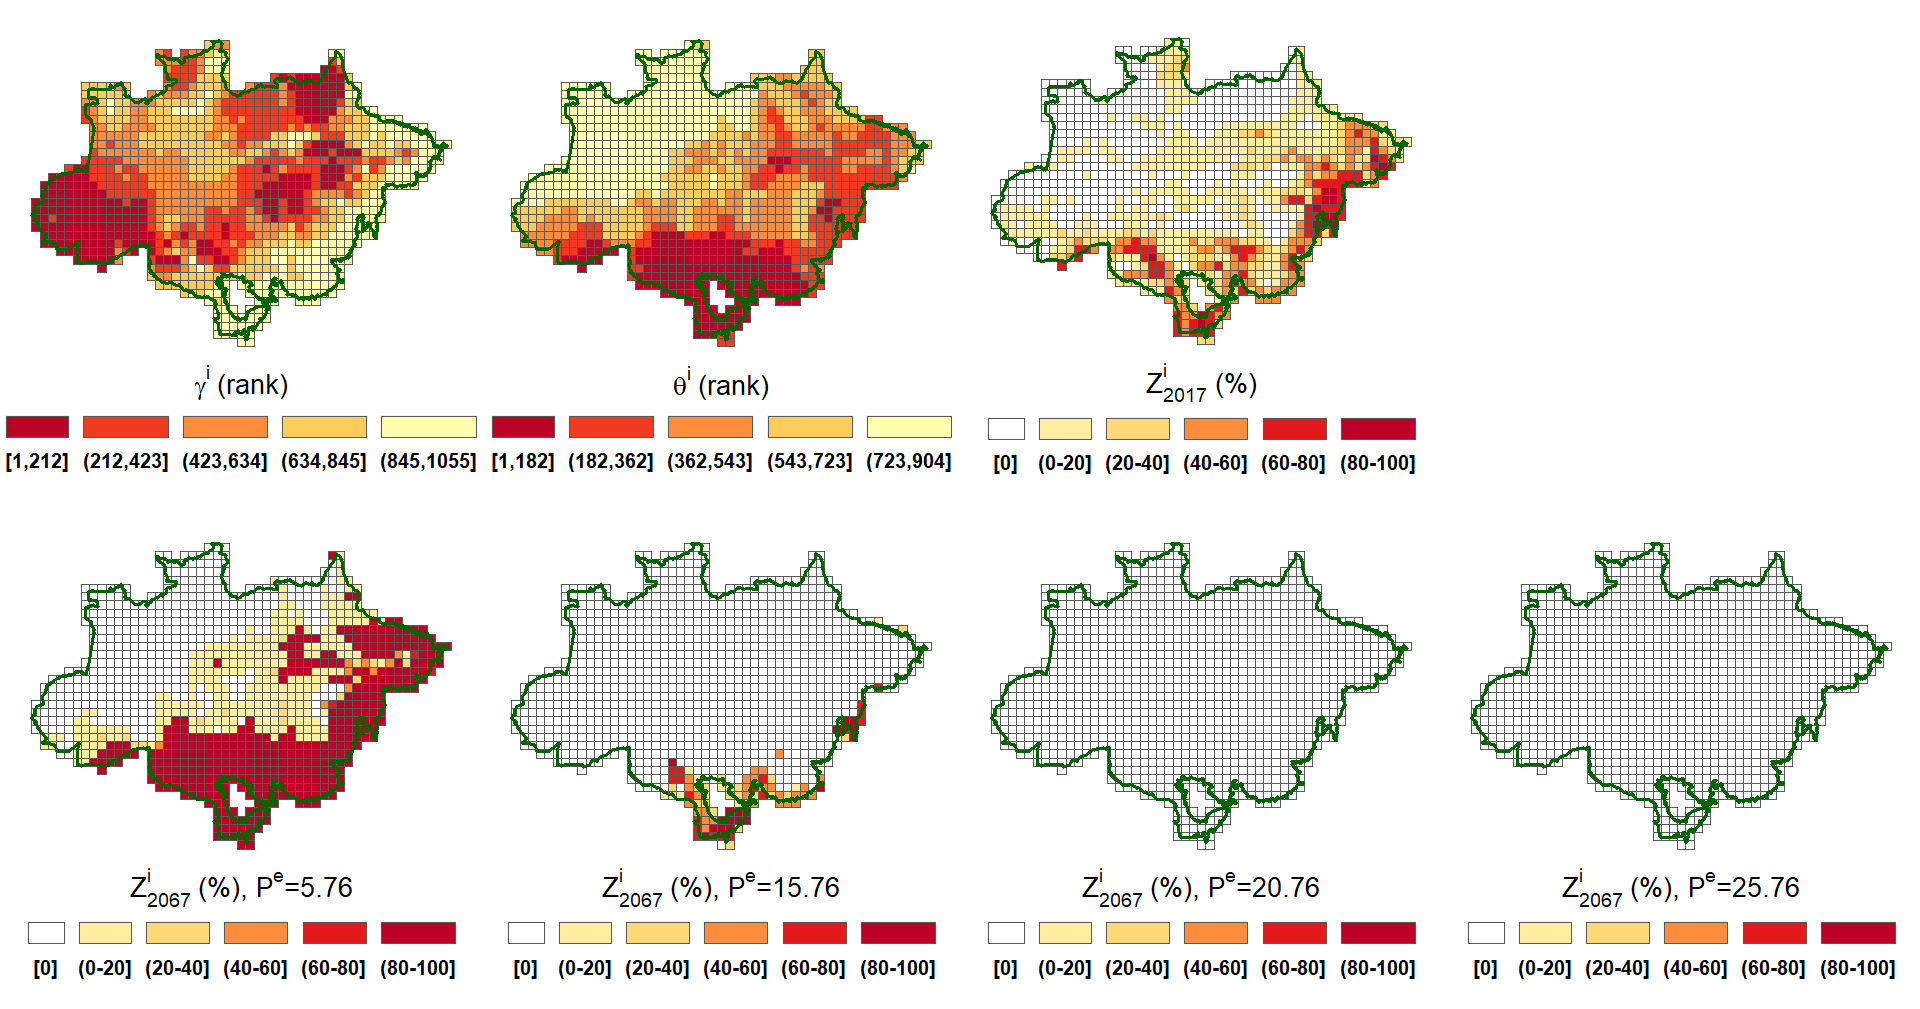 γ^i (rank)
θ^i (rank)
Z^i_2017 (%)
[1,212] (212,423] (423,634] (634,845] (845,1055]
[1,182] (182,362] (362,543] (543,723] (723,904]
[0] (0-20] (20-40] (40-60] (60-80] (80-100]
Z^i_2067 (%), P^e=5.76
Z^i_2067 (%), P^e=15.76
Z^i_2067 (%), P^e=20.76
Z^i_2067 (%), P^e=25.76
[0] (0-20] (20-40] (40-60] (60-80] (80-100]
[0] (0-20] (20-40] (40-60] (60-80] (80-100]
[0] (0-20] (20-40] (40-60] (60-80] (80-100]
[0] (0-20] (20-40] (40-60] (60-80] (80-100]